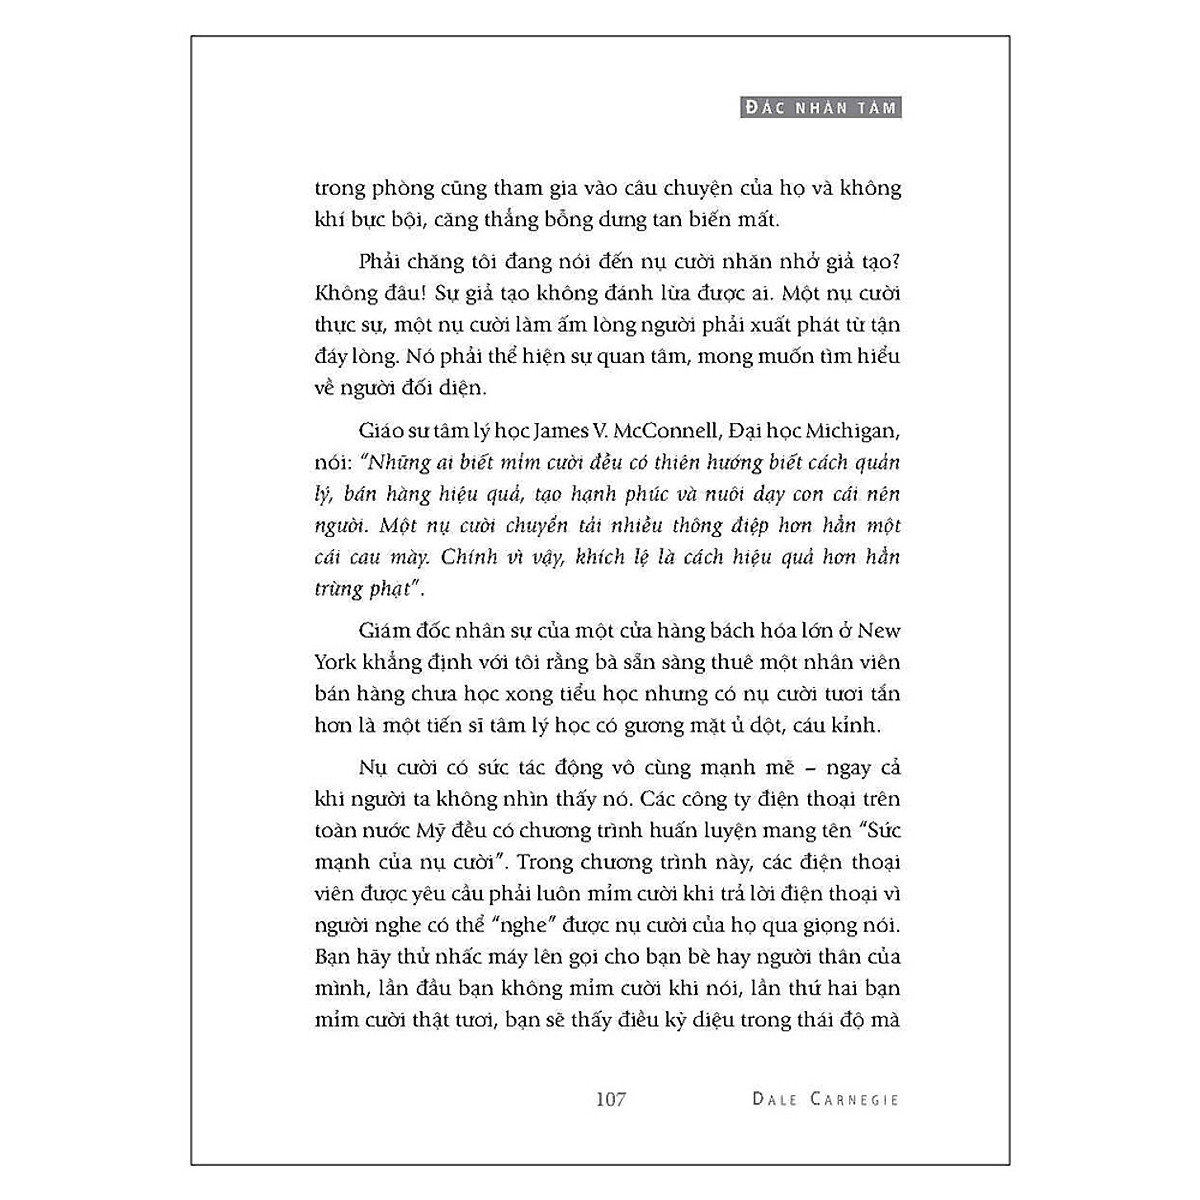 ĐẮC NHÂN TÂM
trong phòng cũng tham gia vào câu chuyện của họ và không
khí bực bội, căng thẳng bỗng dưng tan biến mất.
Phải chăng tôi đang nói đến nụ cười nhăn nhở giả tạo?
Không đâu! Sự giả tạo không đánh lừa được ai. Một nụ cười
thực sự, một nụ cười làm ấm lòng người phải xuất phát từ tận
đáy lòng. Nó phải thể hiện sự quan tâm, mong muốn tìm hiểu
về người đối diện.
Giáo sư tâm lý học James V. McConnell, Đại học Michigan,
nói: “Những ai biết mỉm cười đều có thiên hướng biết cách quản
lý, bán hàng hiệu quả, tạo hạnh phúc và nuôi dạy con cái nên
người. Một nụ cười chuyển tải nhiều thông điệp hơn hẳn một
cái cau mày. Chính vì vậy, khích lệ là cách hiệu quả hơn hẳn
trừng phạt”.
Giám đốc nhân sự của một cửa hàng bách hóa lớn ở New
York khẳng định với tôi rằng bà sẵn sàng thuê một nhân viên
bán hàng chưa học xong tiểu học nhưng có nụ cười tươi tắn
hơn là một tiến sĩ tâm lý học có gương mặt ủ dột, cáu kỉnh.
Nụ cười có sức tác động vô cùng mạnh mẽ – ngay cả
khi người ta không nhìn thấy nó. Các công ty điện thoại trên
toàn nước Mỹ đều có chương trình huấn luyện mang tên “Sức
mạnh của nụ cười”. Trong chương trình này, các điện thoại
viên được yêu cầu phải luôn mỉm cười khi trả lời điện thoại vì
người nghe có thể “nghe” được nụ cười của họ qua giọng nói.
Bạn hãy thử nhấc máy lên gọi cho bạn bè hay người thân của
mình, lần đầu bạn không mỉm cười khi nói, lần thứ hai bạn
mỉm cười thật tươi, bạn sẽ thấy điều kỳ diệu trong thái độ mà
107
DALE CARNEGIE